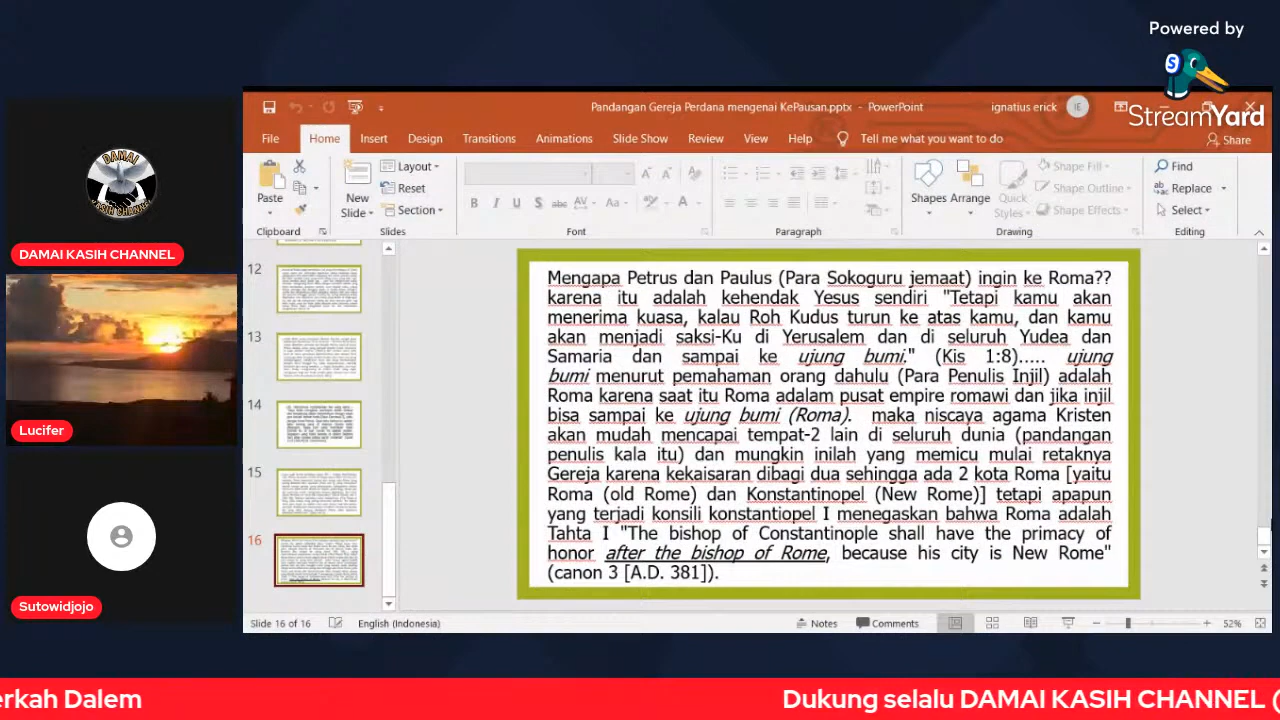 Powered by
StreamYard
Pandangan Gereja Perdana mengenai KePausan.pptx - PowerPoint
ignatius erick
IE
File
Home
Insert
Design
Transitions
Animations
Slide Show
Review
View
Help
Tell me what you want to do
Share
Paste
New
Slide
Layout
Reset
Section
Shapes
Arrange
Quick
Styles
Shape Fill
Shape Outline
Shape Effects
Find
Replace
Select
Clipboard
Slides
Font
Paragraph
Drawing
Editing
DAMAI
KASIH CHANNEL
DAMAI KASIH CHANNEL
Lucifer
Sutowidjojo
12
13
14
15
16
Mengapa Petrus dan Paulus (para Sokoguru jemaat) ingin ke Roma??
karena itu adalah kehendak Yesus sendiri "Tetapi kamu akan
menerima kuasa, kalau Roh Kudus turun ke atas kamu, dan kamu
akan menjadi saksi-Ku di Yerusalem dan di seluruh Yudea dan
Samaria dan sampai ke ujung bumi." (Kis 1:8)...... ujung
bumi menurut pemahaman orang dahulu (Para Penulis Injil) adalah
Roma karena saat itu Roma adalam pusat empire romawi dan jika injil
bisa sampai ke ujung bumi (Roma). maka niscaya agama Kristen
akan mudah mencapai tempat-2 lain di seluruh dunia (pandangan
penulis kala itu) dan mungkin inilah yang memicu mulai retaknya
Gereja karena kekaisaran terbagi dua sehingga ada 2 kota Roma [yaitu
Roma (old Rome) dan Konstantinopel (New Rome)] tetapi apapun
yang terjadi konsili konstantiopel I menegaskan bahwa Roma adalah
Tahta I "The bishop of Constantinople shall have the primacy of
honor after the bishop of Rome, because his city is New Rome"
(canon 3 [A.D. 381])
Slide 16 of 16
English (Indonesia)
Notes
Comments
52%
erkah Dalem
Dukung selalu DAMAI KASIH CHANNEL (